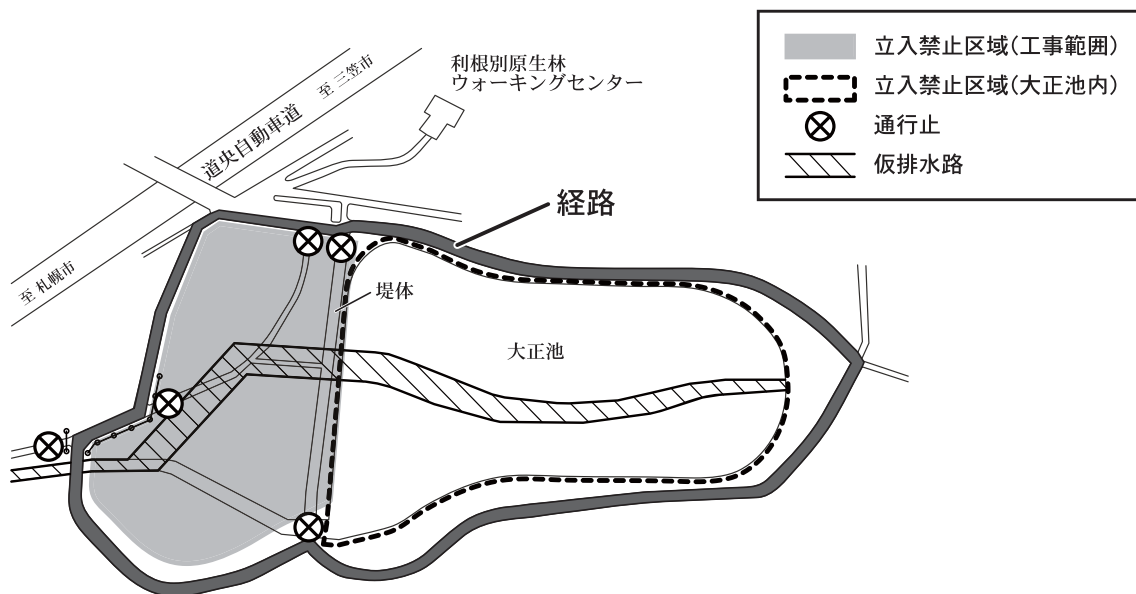 立入禁止区域(工事範囲)
立入禁止区域(大正池内)
通行止
仮排水路
利根別原生林
ウォーキングセンター
至 三笠市
道央自動車道
至 札幌市
経路
堤体
大正池